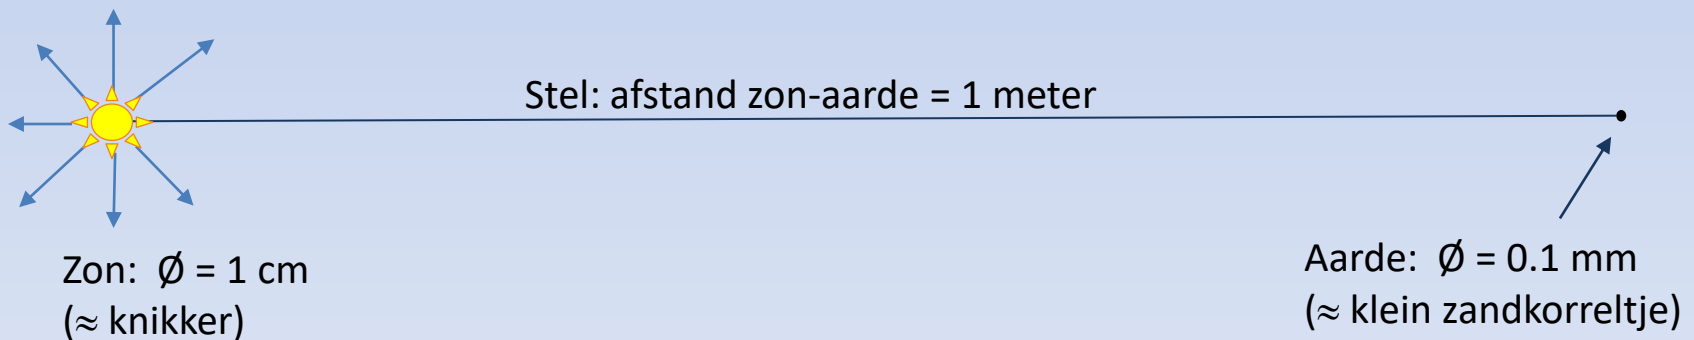 Stel: afstand zon-aarde = 1 meter
Zon:  Ø = 1 cm
(≈ knikker)
Aarde:  Ø = 0.1 mm
(≈ klein zandkorreltje)